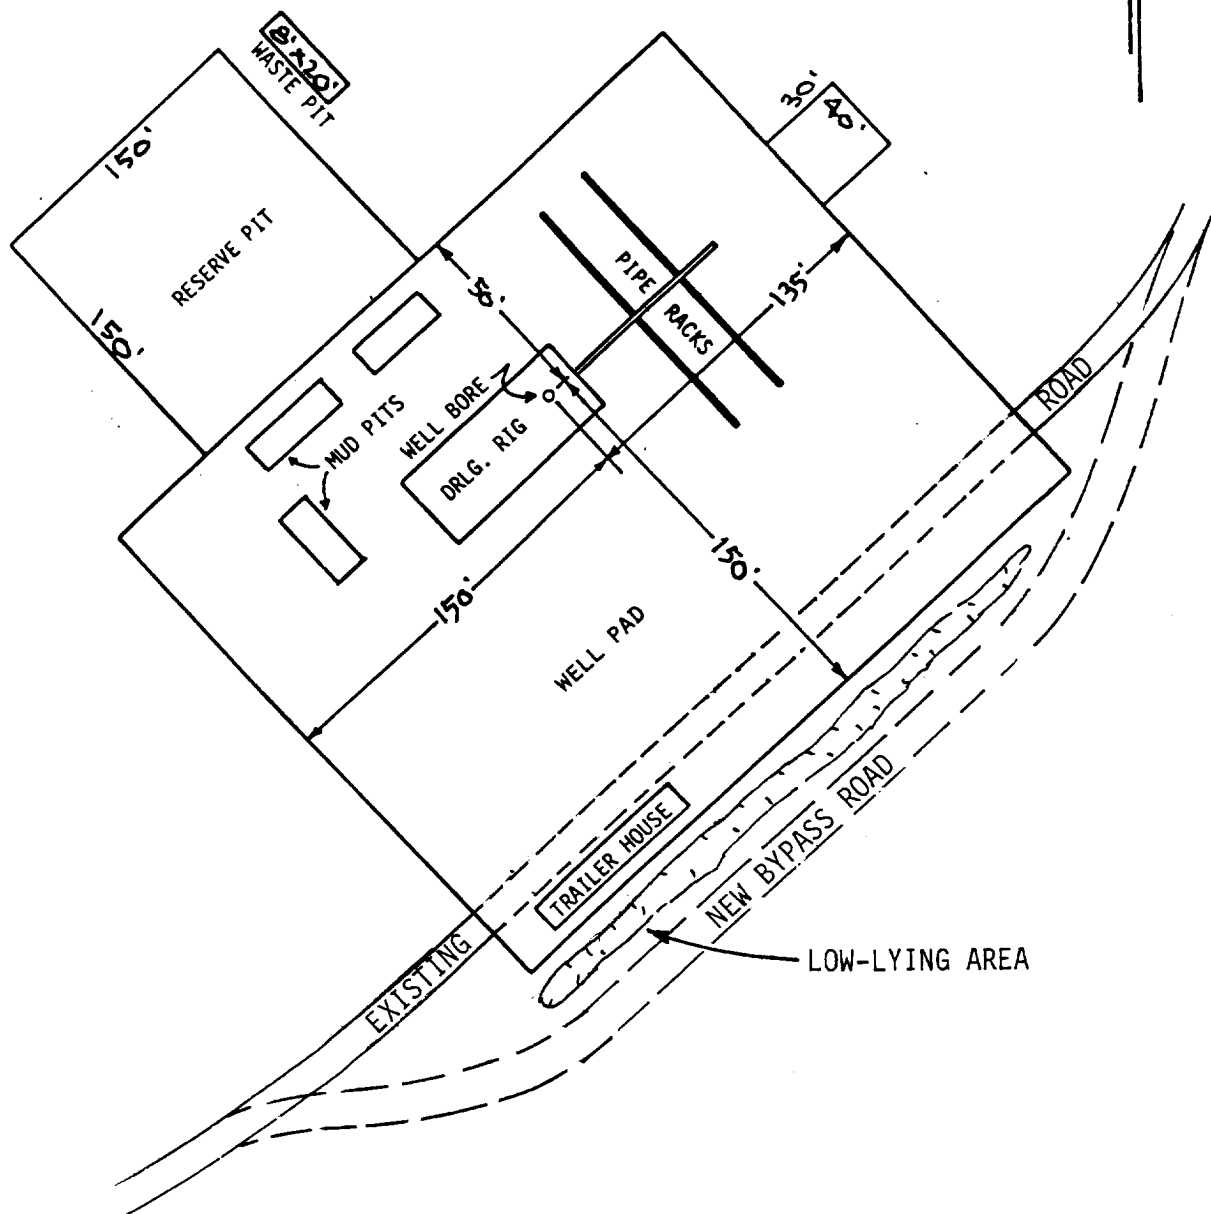 8'x20'
WASTE PIT
30'
40'
150'
RESERVE PIT
150'
50'
PIPE RACKS
135'
MUD PITS
WELL BORE
DRLG. RIG
ROAD
150'
150'
WELL PAD
TRAILER HOUSE
NEW BYPASS ROAD
EXISTING
LOW-LYING AREA